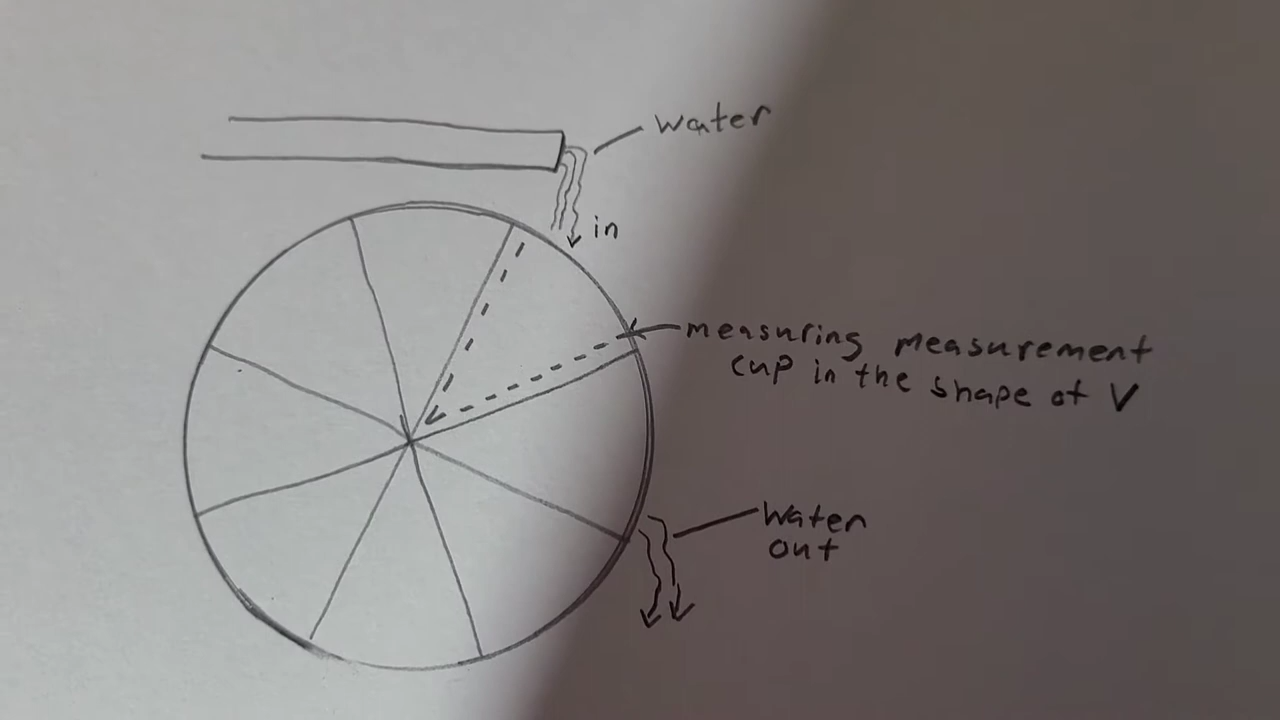 Water
in
measuring measurement
cup in the shape of V
Water
out